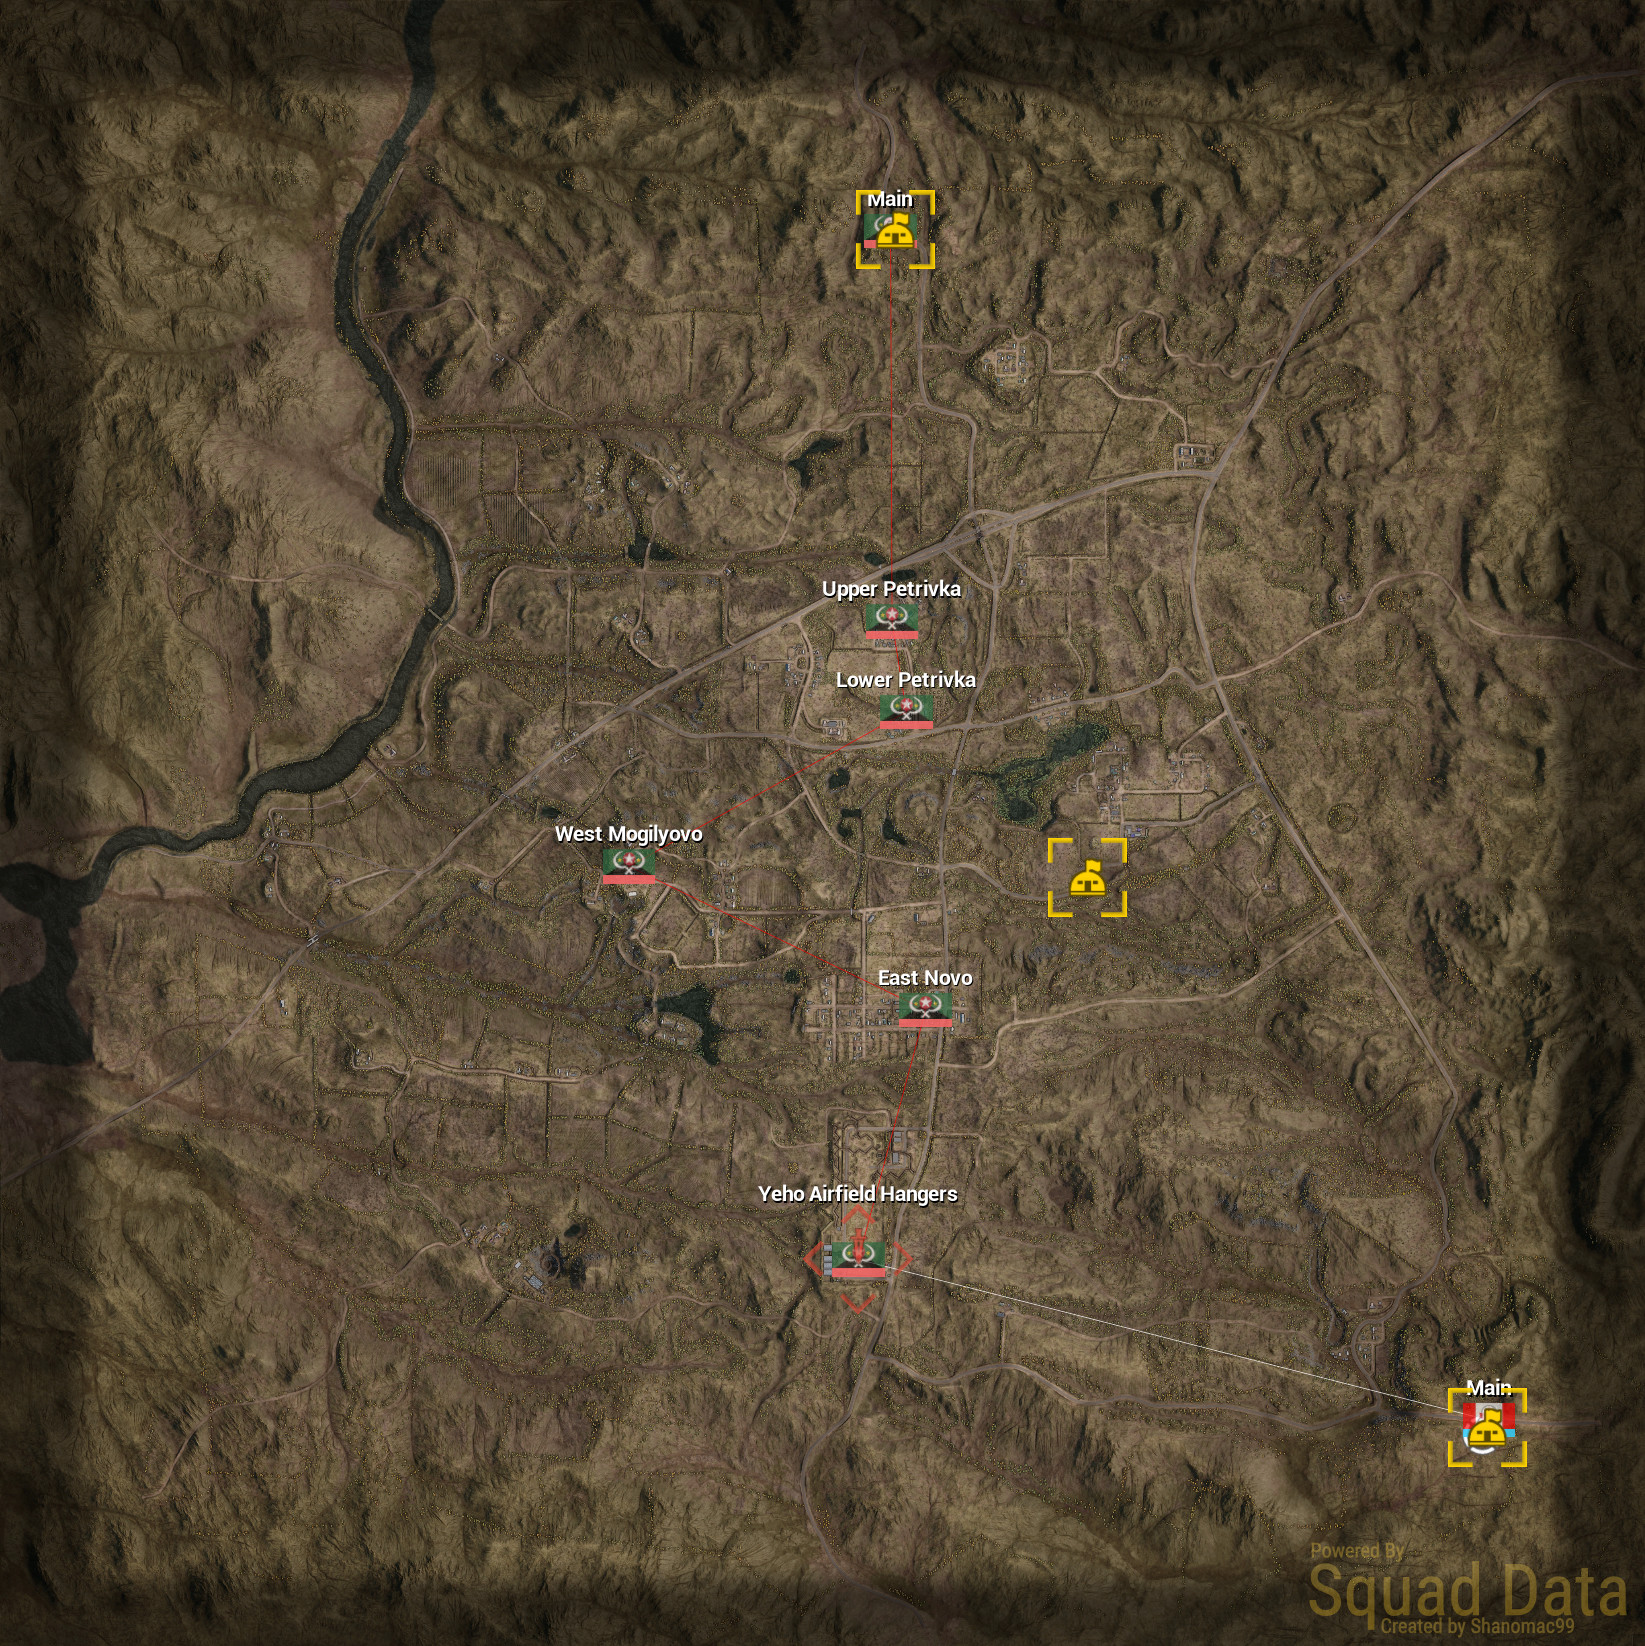 Main
Upper Petrivka
Lower Petrivka
West Mogilyovo
East Novo
Yeho Airfield Hangers
Main
Powered By
Squad Data
Created by Shanomac99